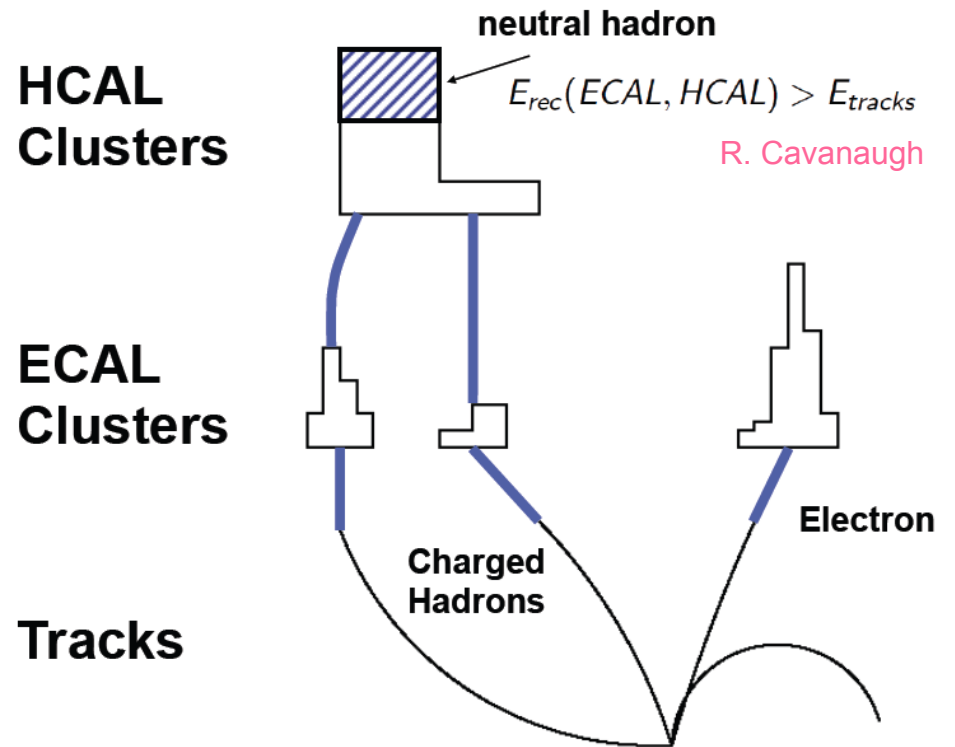 neutral hadron
HCAL
Clusters
E_rec(ECAL, HCAL) > E_tracks
R. Cavanaugh
ECAL
Clusters
Electron
Charged
Hadrons
Tracks